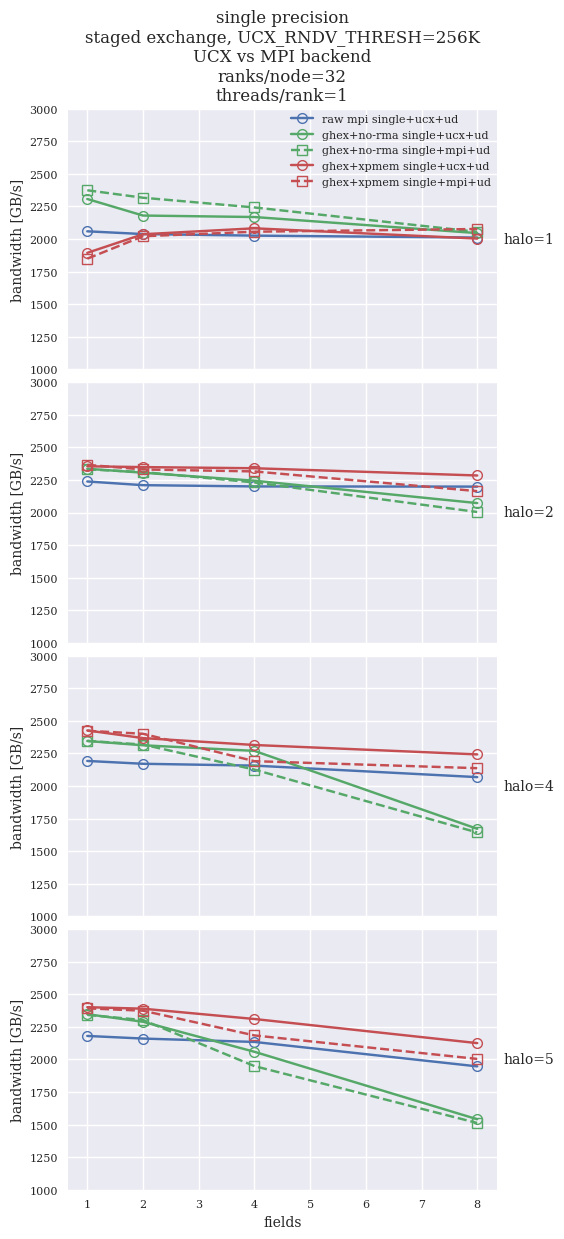 single precision
staged exchange, UCX_RNDV_THRESH=256K
UCX vs MPI backend
ranks/node=32
threads/rank=1
3000
2750
2500
2250
2000
1750
1500
1250
1000
bandwidth [GB/s]
raw mpi single+ucx+ud
ghex+no-rma single+ucx+ud
ghex+no-rma single+mpi+ud
ghex+xpmem single+ucx+ud
ghex+xpmem single+mpi+ud
halo=1
3000
2750
2500
2250
2000
1750
1500
1250
1000
bandwidth [GB/s]
halo=2
3000
2750
2500
2250
2000
1750
1500
1250
1000
bandwidth [GB/s]
halo=4
3000
2750
2500
2250
2000
1750
1500
1250
1000
bandwidth [GB/s]
halo=5
1 2 3 4 5 6 7 8
fields